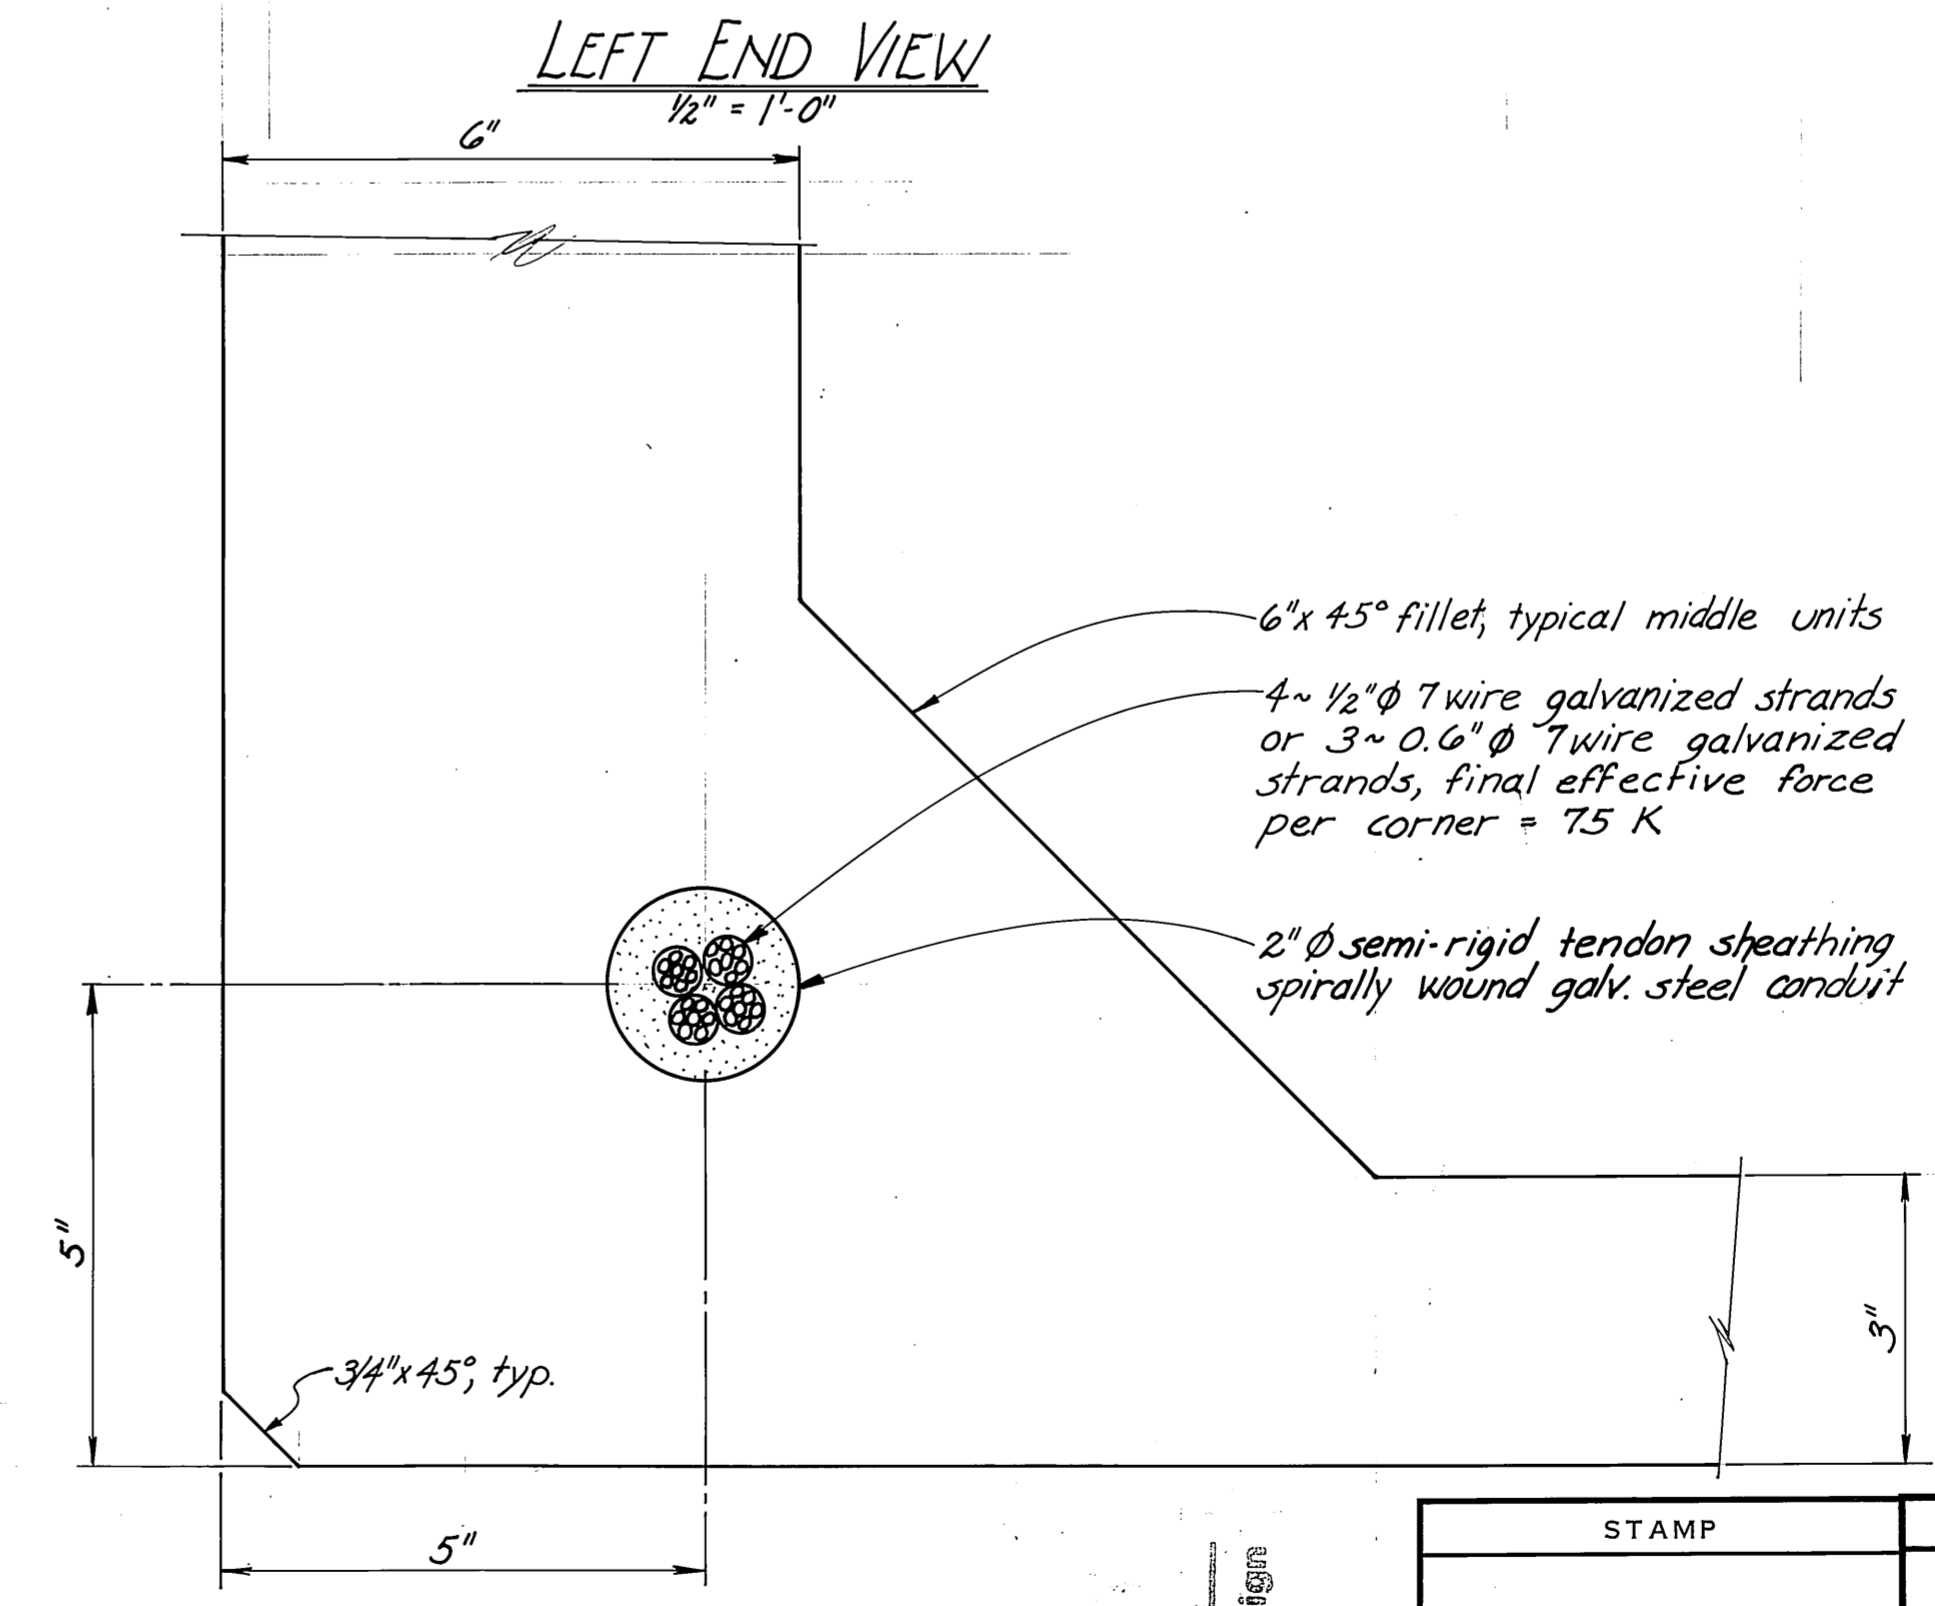 LEFT END VIEW
1/2" = 1'-0"
6"
6"x 45° fillet, typical middle units
4~ 1/2"ϕ 7 wire galvanized strands
or 3~ 0.6"ϕ 7 wire galvanized
strands, final effective force
per corner = 75 K
2" ϕ semi-rigid tendon sheathing
spirally wound galv. steel conduit
5"
3"
3/4"x 45°, typ.
5"
STAMP